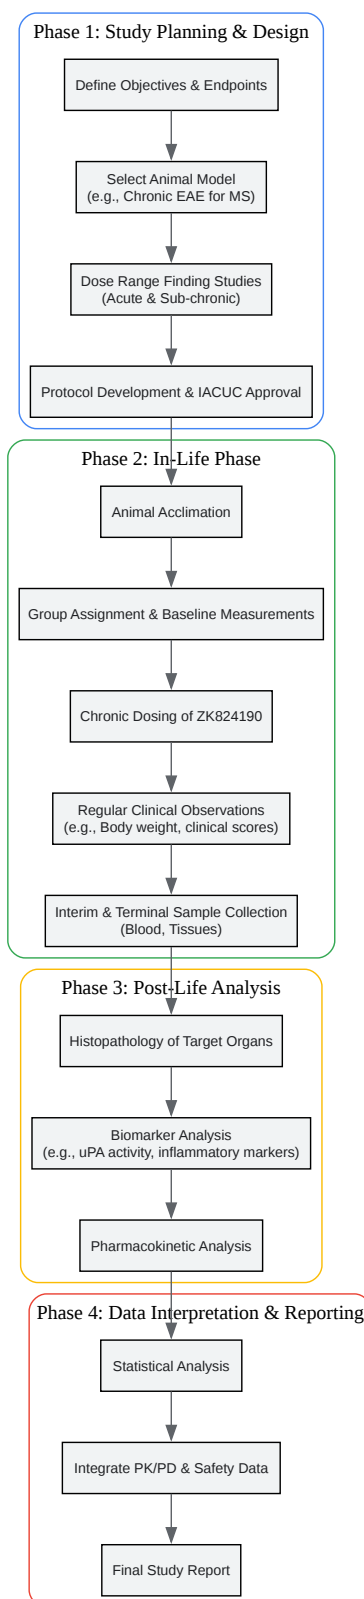 Phase 1: Study Planning & Design
Define Objectives & Endpoints
Select Animal Model
(e.g., Chronic EAE for MS)
Dose Range Finding Studies
(Acute & Sub-chronic)
Protocol Development & IACUC Approval
Phase 2: In-Life Phase
Animal Acclimation
Group Assignment & Baseline Measurements
Chronic Dosing of ZK824190
Regular Clinical Observations
(e.g., Body weight, clinical scores)
Interim & Terminal Sample Collection
(Blood, Tissues)
Phase 3: Post-Life Analysis
Histopathology of Target Organs
Biomarker Analysis
(e.g., uPA activity, inflammatory markers)
Pharmacokinetic Analysis
Phase 4: Data Interpretation & Reporting
Statistical Analysis
Integrate PK/PD & Safety Data
Final Study Report